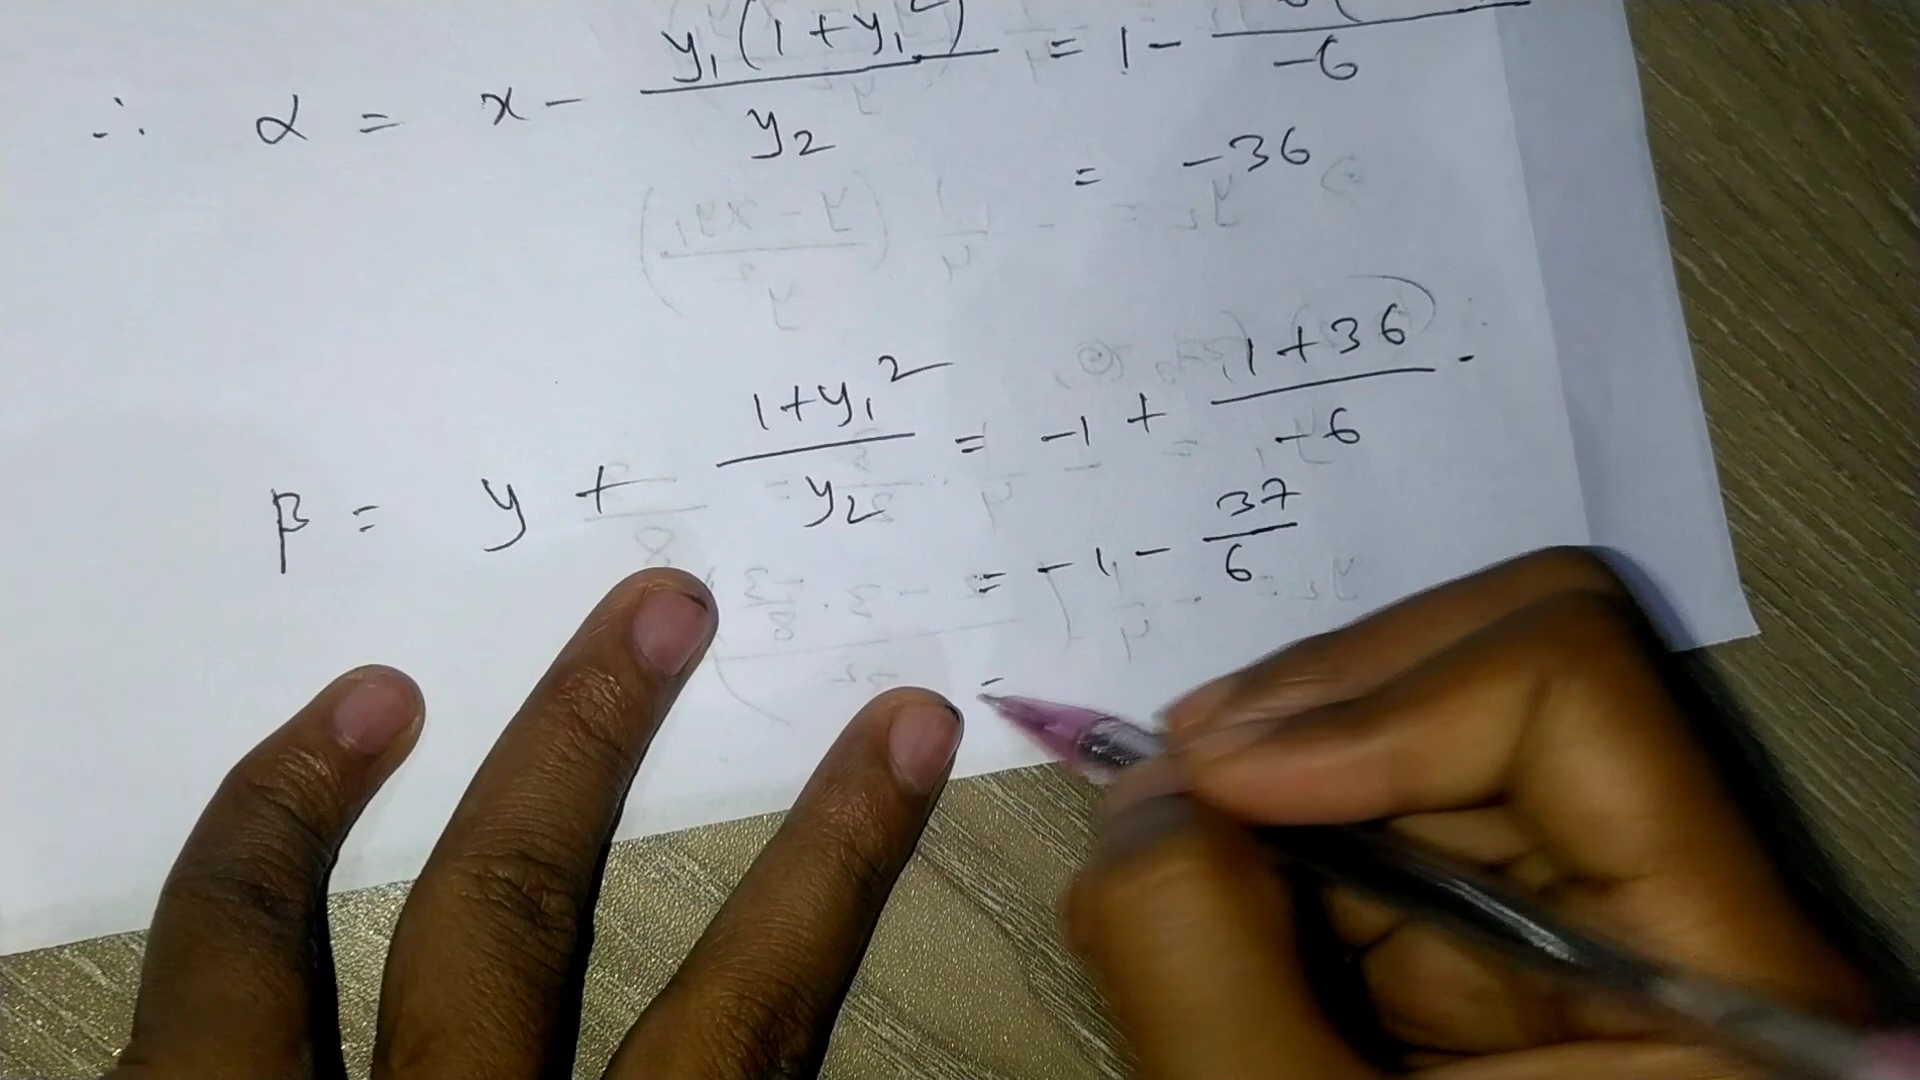 ∴ α = x - y₁(1+y₁²)/y₂ = 1 - /-6
= -36
β = y + 1+y₁²/y₂ = -1 + 1+36/-6
= -1 - 37/6
=